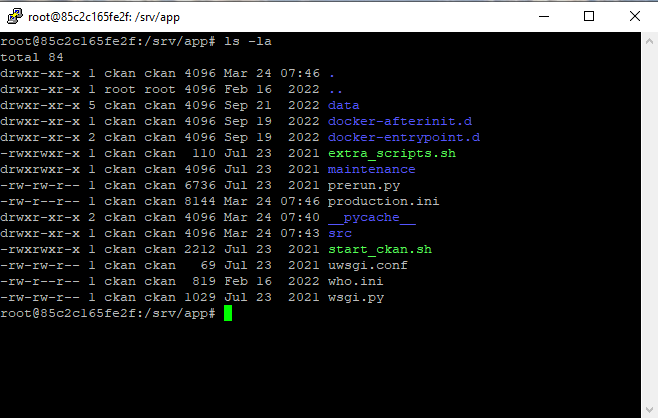 root@85c2c165fe2f: /srv/app
root@85c2c165fe2f:/srv/app# ls -la
total 84
drwxr-xr-x 1 ckan ckan 4096 Mar 24 07:46 .
drwxr-xr-x 1 root root 4096 Feb 16  2022 ..
drwxr-xr-x 5 ckan ckan 4096 Sep 21  2022 data
drwxr-xr-x 1 ckan ckan 4096 Sep 19  2022 docker-afterinit.d
drwxr-xr-x 2 ckan ckan 4096 Sep 19  2022 docker-entrypoint.d
-rwxrwxr-x 1 ckan ckan  110 Jul 23  2021 extra_scripts.sh
drwxrwxr-x 1 ckan ckan 4096 Jul 23  2021 maintenance
-rw-rw-r-- 1 ckan ckan 6736 Jul 23  2021 prerun.py
-rw-r--r-- 1 ckan ckan 8144 Mar 24 07:46 production.ini
drwxr-xr-x 2 ckan ckan 4096 Mar 24 07:40 __pycache__
drwxr-xr-x 1 ckan ckan 4096 Mar 24 07:43 src
-rwxrwxr-x 1 ckan ckan 2212 Jul 23  2021 start_ckan.sh
-rw-rw-r-- 1 ckan ckan   69 Jul 23  2021 uwsgi.conf
-rw-r--r-- 1 ckan ckan  819 Feb 16  2022 who.ini
-rw-rw-r-- 1 ckan ckan 1029 Jul 23  2021 wsgi.py
root@85c2c165fe2f:/srv/app#